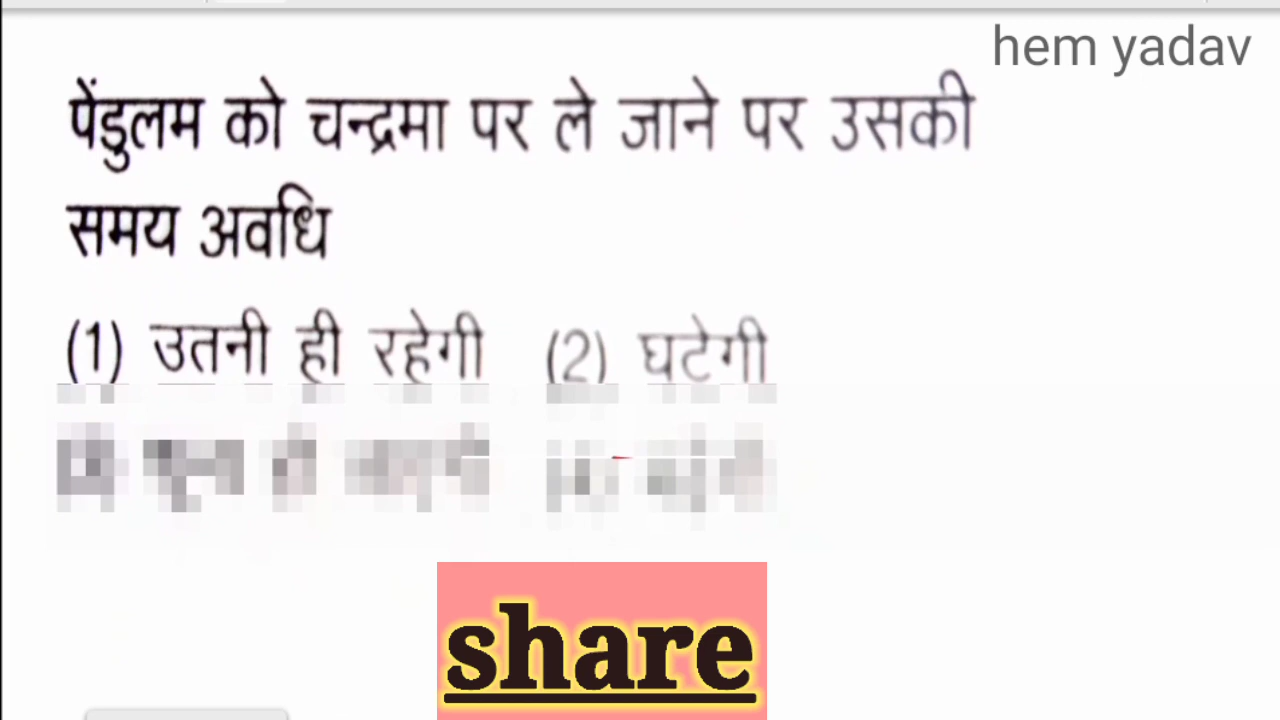 hem yadav
पेंडुलम को चन्द्रमा पर ले जाने पर उसकी
समय अवधि
(1) उतनी ही रहेगी (2) घटेगी
share